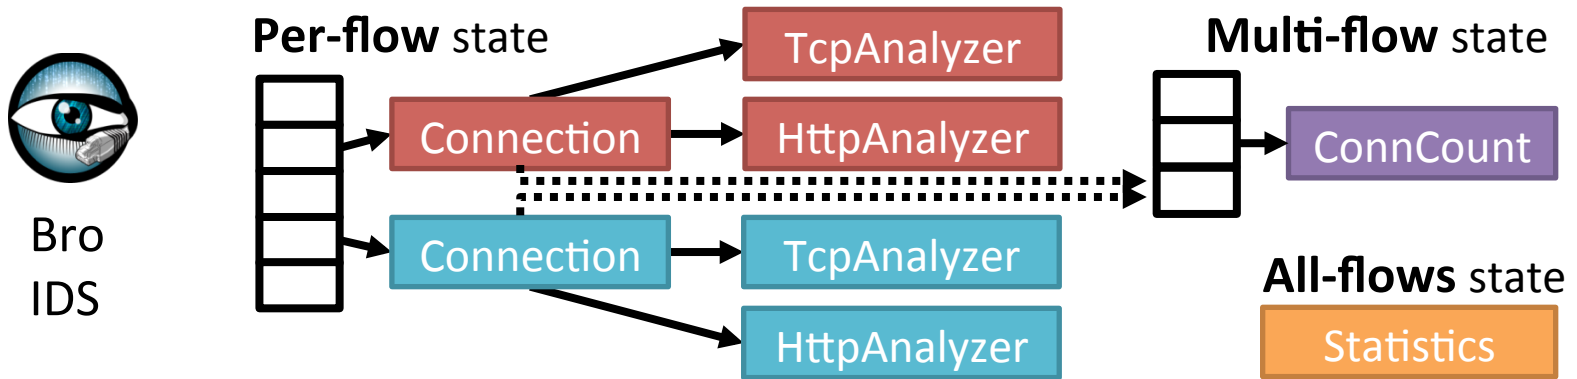 Per-flow state
Multi-flow state
TcpAnalyzer
Connection
HttpAnalyzer
ConnCount
Bro
IDS
Connection
TcpAnalyzer
HttpAnalyzer
All-flows state
Statistics